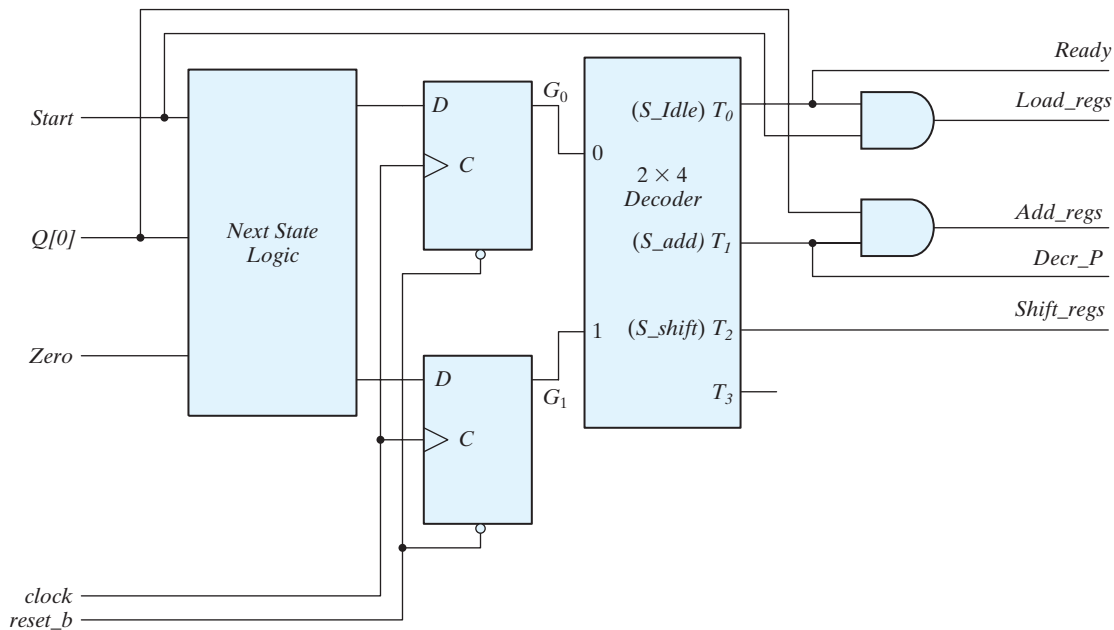 Ready
D
G0
(S_Idle) T0
Load_regs
Start
C
0
2 × 4
Decoder
Next State
Logic
Q[0]
(S_add) T1
Add_regs
Decr_P
Shift_regs
1
(S_shift) T2
Zero
D
G1
T3
C
clock
reset_b